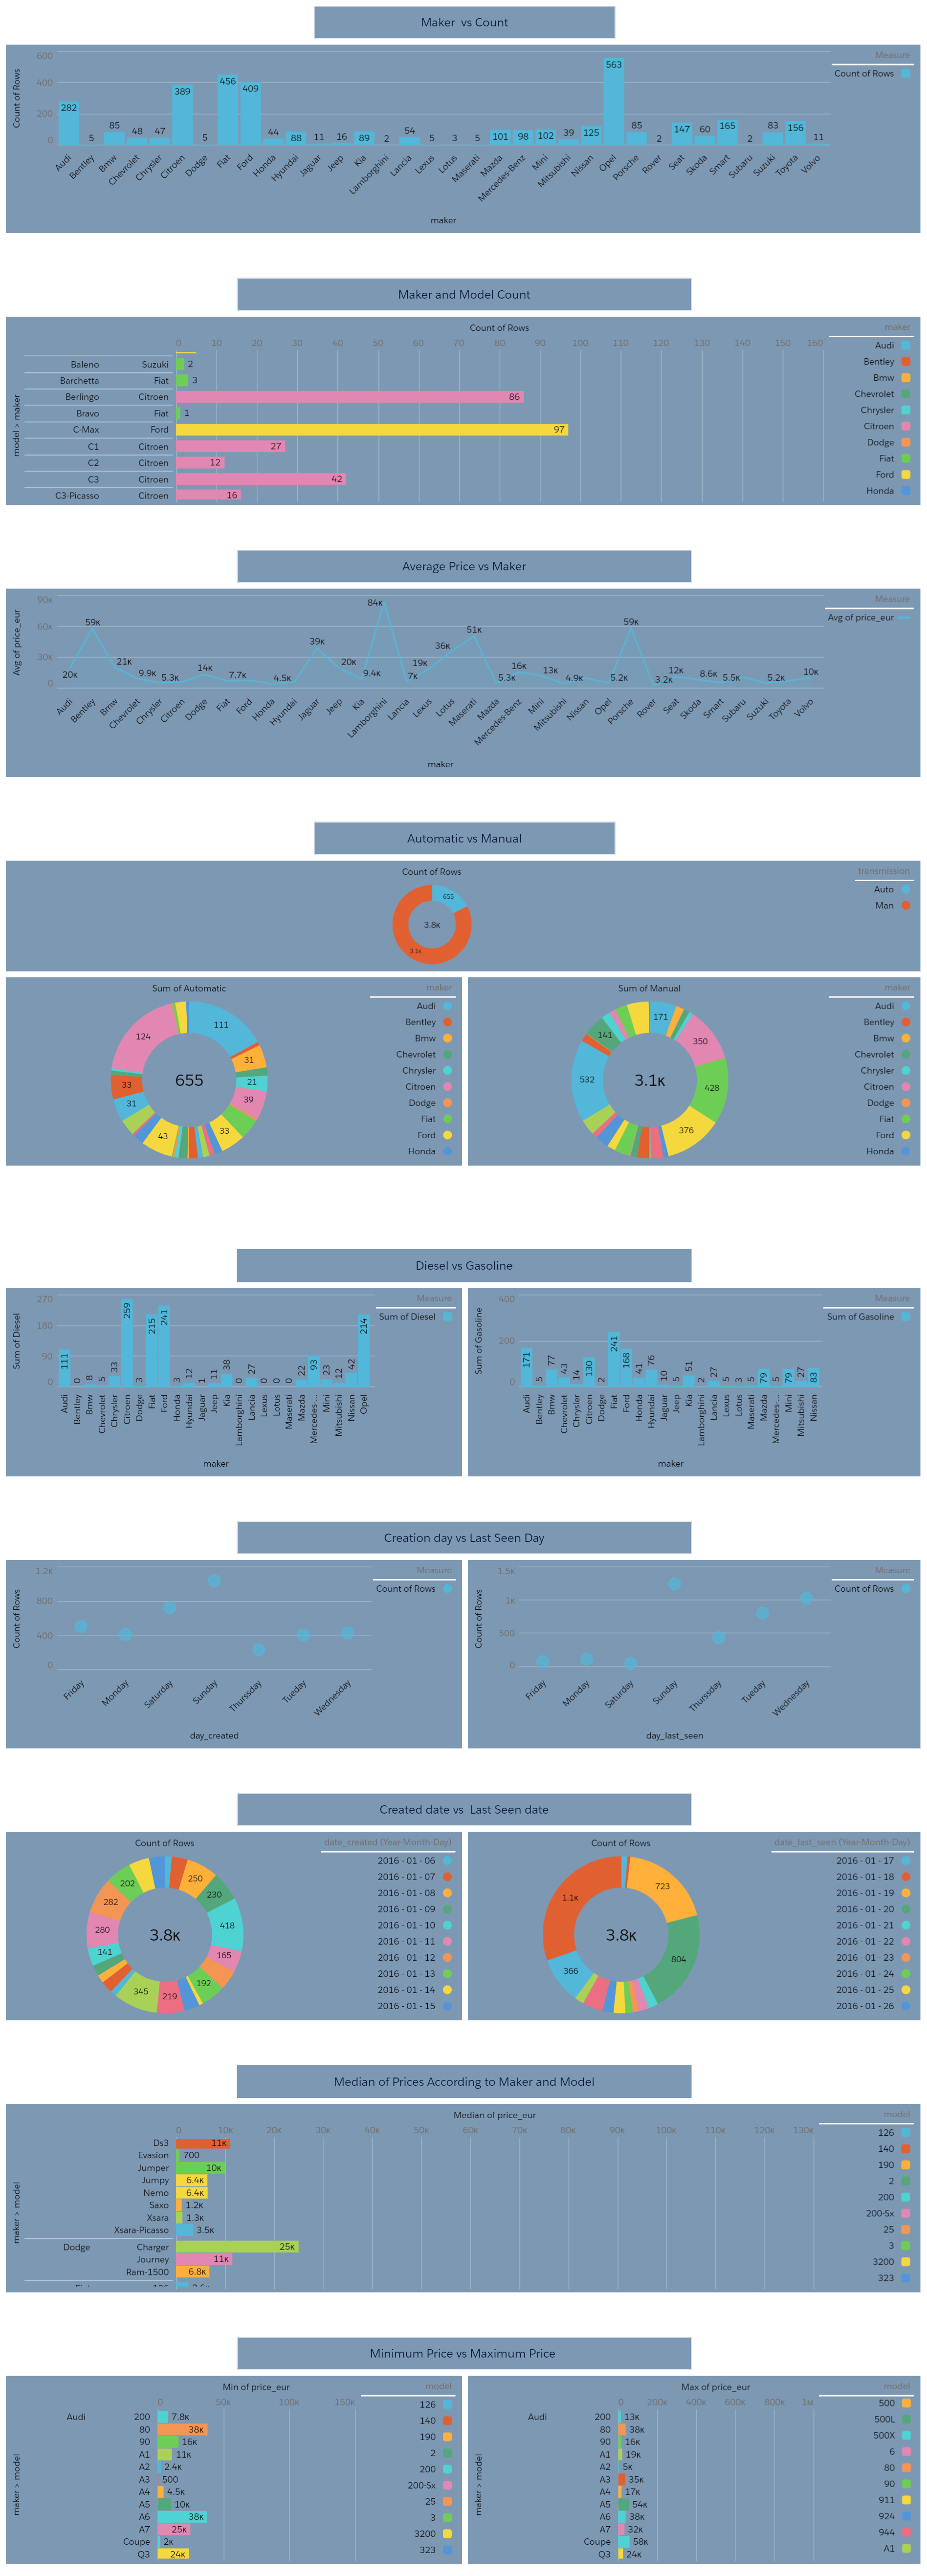 Maker  vs Count
Count of Rows
600
400
200
0
282
5
85
48
47
389
5
456
409
44
88
11
16
89
2
54
5
3
5
101
98
102
39
125
563
85
2
147
60
165
2
83
156
11
Audi
Bentley
Bmw
Chevrolet
Chrysler
Citroen
Dodge
Fiat
Ford
Honda
Hyundai
Jaguar
Jeep
Kia
Lamborghini
Lancia
Lexus
Lotus
Maserati
Mazda
Mercedes-Benz
Mini
Mitsubishi
Nissan
Opel
Porsche
Rover
Seat
Skoda
Smart
Subaru
Suzuki
Toyota
Volvo
maker
Measure
Count of Rows
Maker and Model Count
Count of Rows
0 10 20 30 40 50 60 70 80 90 100 110 120 130 140 150 160
model > maker
Baleno Suzuki 2
Barchetta Fiat 3
Berlingo Citroen 86
Bravo Fiat 1
C-Max Ford 97
C1 Citroen 27
C2 Citroen 12
C3 Citroen 42
C3-Picasso Citroen 16
maker
Audi
Bentley
Bmw
Chevrolet
Chrysler
Citroen
Dodge
Fiat
Ford
Honda
Average Price vs Maker
Avg of price_eur
90K
60K
30K
0
20K
59K
21K
9.9K
5.3K
14K
7.7K
4.5K
39K
20K
9.4K
84K
7K
19K
36K
51K
5.3K
16K
13K
4.9K
5.2K
59K
3.2K
12K
8.6K
5.5K
5.2K
10K
Audi
Bentley
Bmw
Chevrolet
Chrysler
Citroen
Dodge
Fiat
Ford
Honda
Hyundai
Jaguar
Jeep
Kia
Lamborghini
Lancia
Lexus
Lotus
Maserati
Mazda
Mercedes-Benz
Mini
Mitsubishi
Nissan
Opel
Porsche
Rover
Seat
Skoda
Smart
Subaru
Suzuki
Toyota
Volvo
maker
Measure
Avg of price_eur
Automatic vs Manual
Count of Rows
655
3.8K
3.1K
transmission
Auto
Man
Sum of Automatic
111
31
21
39
33
43
31
33
124
655
maker
Audi
Bentley
Bmw
Chevrolet
Chrysler
Citroen
Dodge
Fiat
Ford
Honda
Sum of Manual
171
350
428
376
532
141
3.1K
maker
Audi
Bentley
Bmw
Chevrolet
Chrysler
Citroen
Dodge
Fiat
Ford
Honda
Diesel vs Gasoline
Sum of Diesel
270
180
90
0
111
0
8
5
33
259
3
215
241
3
12
1
11
38
0
27
0
0
0
22
93
23
12
42
214
Audi
Bentley
Bmw
Chevrolet
Chrysler
Citroen
Dodge
Fiat
Ford
Honda
Hyundai
Jaguar
Jeep
Kia
Lamborghini
Lancia
Lexus
Lotus
Maserati
Mazda
Mercedes-...
Mini
Mitsubishi
Nissan
Opel
maker
Measure
Sum of Diesel
Sum of Gasoline
400
200
0
171
5
77
43
14
130
2
241
168
41
76
10
5
51
2
27
5
3
5
79
5
79
27
83
Audi
Bentley
Bmw
Chevrolet
Chrysler
Citroen
Dodge
Fiat
Ford
Honda
Hyundai
Jaguar
Jeep
Kia
Lamborghini
Lancia
Lexus
Lotus
Maserati
Mazda
Mercedes-...
Mini
Mitsubishi
Nissan
maker
Measure
Sum of Gasoline
Creation day vs Last Seen Day
Count of Rows
1.2K
800
400
0
Friday
Monday
Saturday
Sunday
Thurssday
Tueday
Wednesday
day_created
Measure
Count of Rows
Count of Rows
1.5K
1K
500
0
Friday
Monday
Saturday
Sunday
Thurssday
Tueday
Wednesday
day_last_seen
Measure
Count of Rows
Created date vs  Last Seen date
Count of Rows
250
230
418
165
192
219
345
141
280
282
202
3.8K
date_created (Year-Month-Day)
2016 - 01 - 06
2016 - 01 - 07
2016 - 01 - 08
2016 - 01 - 09
2016 - 01 - 10
2016 - 01 - 11
2016 - 01 - 12
2016 - 01 - 13
2016 - 01 - 14
2016 - 01 - 15
Count of Rows
723
804
366
1.1K
3.8K
date_last_seen (Year-Month-Day)
2016 - 01 - 17
2016 - 01 - 18
2016 - 01 - 19
2016 - 01 - 20
2016 - 01 - 21
2016 - 01 - 22
2016 - 01 - 23
2016 - 01 - 24
2016 - 01 - 25
2016 - 01 - 26
Median of Prices According to Maker and Model
Median of price_eur
0 10K 20K 30K 40K 50K 60K 70K 80K 90K 100K 110K 120K 130K
maker > model
Ds3 11K
Evasion 700
Jumper 10K
Jumpy 6.4K
Nemo 6.4K
Saxo 1.2K
Xsara 1.3K
Xsara-Picasso 3.5K
Dodge Charger 25K
Journey 11K
Ram-1500 6.8K
model
126
140
190
2
200
200-Sx
25
3
3200
323
Minimum Price vs Maximum Price
Min of price_eur
0 50K 100K 150K
maker > model
Audi 200 7.8K
80 38K
90 16K
A1 11K
A2 2.4K
A3 500
A4 4.5K
A5 10K
A6 38K
A7 25K
Coupe 2K
Q3 24K
model
126
140
190
2
200
200-Sx
25
3
3200
323
Max of price_eur
0 200K 400K 600K 800K 1M
maker > model
Audi 200 13K
80 38K
90 16K
A1 19K
A2 5K
A3 35K
A4 17K
A5 54K
A6 38K
A7 32K
Coupe 58K
Q3 24K
model
500
500L
500X
6
80
90
911
924
944
A1